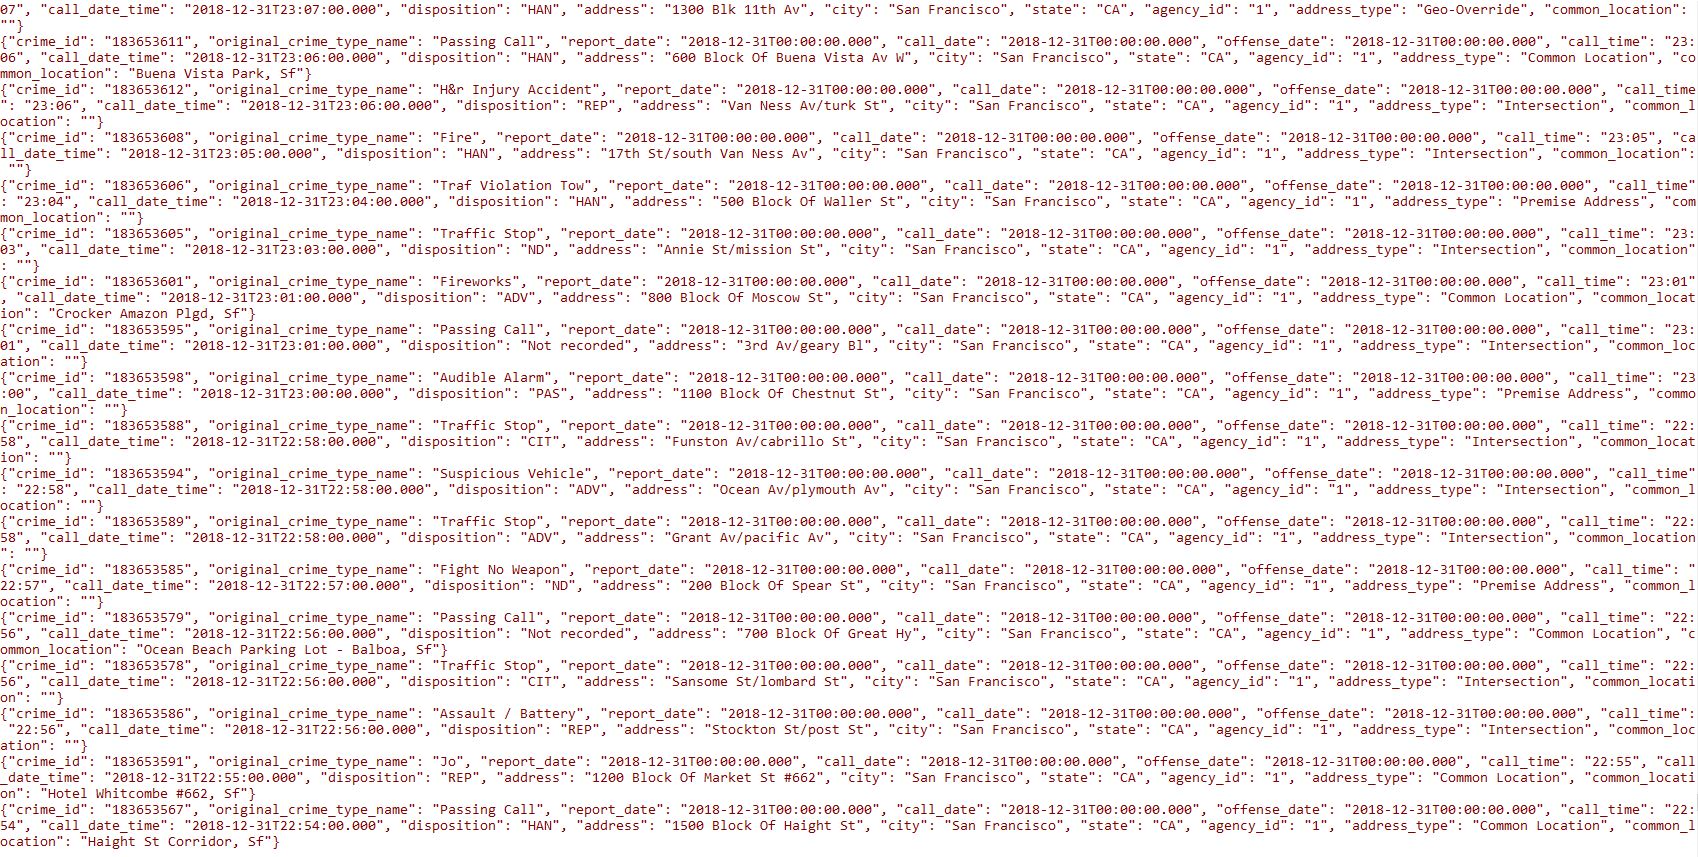 07", "call_date_time": "2018-12-31T23:07:00.000", "disposition": "HAN", "address": "1300 Blk 11th Av", "city": "San Francisco", "state": "CA", "agency_id": "1", "address_type": "Geo-Override", "common_location":
""}
{"crime_id": "183653611", "original_crime_type_name": "Passing Call", "report_date": "2018-12-31T00:00:00.000", "call_date": "2018-12-31T00:00:00.000", "offense_date": "2018-12-31T00:00:00.000", "call_time": "23:
06", "call_date_time": "2018-12-31T23:06:00.000", "disposition": "HAN", "address": "600 Block Of Buena Vista Av W", "city": "San Francisco", "state": "CA", "agency_id": "1", "address_type": "Common Location", "co
mmon_location": "Buena Vista Park, Sf"}
{"crime_id": "183653612", "original_crime_type_name": "H&r Injury Accident", "report_date": "2018-12-31T00:00:00.000", "call_date": "2018-12-31T00:00:00.000", "offense_date": "2018-12-31T00:00:00.000", "call_time
": "23:06", "call_date_time": "2018-12-31T23:06:00.000", "disposition": "REP", "address": "Van Ness Av/turk St", "city": "San Francisco", "state": "CA", "agency_id": "1", "address_type": "Intersection", "common_l
ocation": ""}
{"crime_id": "183653608", "original_crime_type_name": "Fire", "report_date": "2018-12-31T00:00:00.000", "call_date": "2018-12-31T00:00:00.000", "offense_date": "2018-12-31T00:00:00.000", "call_time": "23:05", "ca
ll_date_time": "2018-12-31T23:05:00.000", "disposition": "HAN", "address": "17th St/south Van Ness Av", "city": "San Francisco", "state": "CA", "agency_id": "1", "address_type": "Intersection", "common_location":
""}
{"crime_id": "183653606", "original_crime_type_name": "Traf Violation Tow", "report_date": "2018-12-31T00:00:00.000", "call_date": "2018-12-31T00:00:00.000", "offense_date": "2018-12-31T00:00:00.000", "call_time"
: "23:04", "call_date_time": "2018-12-31T23:04:00.000", "disposition": "HAN", "address": "500 Block Of Waller St", "city": "San Francisco", "state": "CA", "agency_id": "1", "address_type": "Premise Address", "com
mon_location": ""}
{"crime_id": "183653605", "original_crime_type_name": "Traffic Stop", "report_date": "2018-12-31T00:00:00.000", "call_date": "2018-12-31T00:00:00.000", "offense_date": "2018-12-31T00:00:00.000", "call_time": "23:
03", "call_date_time": "2018-12-31T23:03:00.000", "disposition": "ND", "address": "Annie St/mission St", "city": "San Francisco", "state": "CA", "agency_id": "1", "address_type": "Intersection", "common_location"
: ""}
{"crime_id": "183653601", "original_crime_type_name": "Fireworks", "report_date": "2018-12-31T00:00:00.000", "call_date": "2018-12-31T00:00:00.000", "offense_date": "2018-12-31T00:00:00.000", "call_time": "23:01"
, "call_date_time": "2018-12-31T23:01:00.000", "disposition": "ADV", "address": "800 Block Of Moscow St", "city": "San Francisco", "state": "CA", "agency_id": "1", "address_type": "Common Location", "common_locat
ion": "Crocker Amazon Plgd, Sf"}
{"crime_id": "183653595", "original_crime_type_name": "Passing Call", "report_date": "2018-12-31T00:00:00.000", "call_date": "2018-12-31T00:00:00.000", "offense_date": "2018-12-31T00:00:00.000", "call_time": "23:
01", "call_date_time": "2018-12-31T23:01:00.000", "disposition": "Not recorded", "address": "3rd Av/geary Bl", "city": "San Francisco", "state": "CA", "agency_id": "1", "address_type": "Intersection", "common_loc
ation": ""}
{"crime_id": "183653598", "original_crime_type_name": "Audible Alarm", "report_date": "2018-12-31T00:00:00.000", "call_date": "2018-12-31T00:00:00.000", "offense_date": "2018-12-31T00:00:00.000", "call_time": "23
:00", "call_date_time": "2018-12-31T23:00:00.000", "disposition": "PAS", "address": "1100 Block Of Chestnut St", "city": "San Francisco", "state": "CA", "agency_id": "1", "address_type": "Premise Address", "commo
n_location": ""}
{"crime_id": "183653588", "original_crime_type_name": "Traffic Stop", "report_date": "2018-12-31T00:00:00.000", "call_date": "2018-12-31T00:00:00.000", "offense_date": "2018-12-31T00:00:00.000", "call_time": "22:
58", "call_date_time": "2018-12-31T22:58:00.000", "disposition": "CIT", "address": "Funston Av/cabrillo St", "city": "San Francisco", "state": "CA", "agency_id": "1", "address_type": "Intersection", "common_locat
ion": ""}
{"crime_id": "183653594", "original_crime_type_name": "Suspicious Vehicle", "report_date": "2018-12-31T00:00:00.000", "call_date": "2018-12-31T00:00:00.000", "offense_date": "2018-12-31T00:00:00.000", "call_time"
: "22:58", "call_date_time": "2018-12-31T22:58:00.000", "disposition": "ADV", "address": "Ocean Av/plymouth Av", "city": "San Francisco", "state": "CA", "agency_id": "1", "address_type": "Intersection", "common_l
ocation": ""}
{"crime_id": "183653589", "original_crime_type_name": "Traffic Stop", "report_date": "2018-12-31T00:00:00.000", "call_date": "2018-12-31T00:00:00.000", "offense_date": "2018-12-31T00:00:00.000", "call_time": "22:
58", "call_date_time": "2018-12-31T22:58:00.000", "disposition": "ADV", "address": "Grant Av/pacific Av", "city": "San Francisco", "state": "CA", "agency_id": "1", "address_type": "Intersection", "common_location
": ""}
{"crime_id": "183653585", "original_crime_type_name": "Fight No Weapon", "report_date": "2018-12-31T00:00:00.000", "call_date": "2018-12-31T00:00:00.000", "offense_date": "2018-12-31T00:00:00.000", "call_time": "
22:57", "call_date_time": "2018-12-31T22:57:00.000", "disposition": "ND", "address": "200 Block Of Spear St", "city": "San Francisco", "state": "CA", "agency_id": "1", "address_type": "Premise Address", "common_l
ocation": ""}
{"crime_id": "183653579", "original_crime_type_name": "Passing Call", "report_date": "2018-12-31T00:00:00.000", "call_date": "2018-12-31T00:00:00.000", "offense_date": "2018-12-31T00:00:00.000", "call_time": "22:
56", "call_date_time": "2018-12-31T22:56:00.000", "disposition": "Not recorded", "address": "700 Block Of Great Hy", "city": "San Francisco", "state": "CA", "agency_id": "1", "address_type": "Common Location", "c
ommon_location": "Ocean Beach Parking Lot - Balboa, Sf"}
{"crime_id": "183653578", "original_crime_type_name": "Traffic Stop", "report_date": "2018-12-31T00:00:00.000", "call_date": "2018-12-31T00:00:00.000", "offense_date": "2018-12-31T00:00:00.000", "call_time": "22:
56", "call_date_time": "2018-12-31T22:56:00.000", "disposition": "CIT", "address": "Sansome St/lombard St", "city": "San Francisco", "state": "CA", "agency_id": "1", "address_type": "Intersection", "common_locati
on": ""}
{"crime_id": "183653586", "original_crime_type_name": "Assault / Battery", "report_date": "2018-12-31T00:00:00.000", "call_date": "2018-12-31T00:00:00.000", "offense_date": "2018-12-31T00:00:00.000", "call_time":
"22:56", "call_date_time": "2018-12-31T22:56:00.000", "disposition": "REP", "address": "Stockton St/post St", "city": "San Francisco", "state": "CA", "agency_id": "1", "address_type": "Intersection", "common_loc
ation": ""}
{"crime_id": "183653591", "original_crime_type_name": "Jo", "report_date": "2018-12-31T00:00:00.000", "call_date": "2018-12-31T00:00:00.000", "offense_date": "2018-12-31T00:00:00.000", "call_time": "22:55", "call
_date_time": "2018-12-31T22:55:00.000", "disposition": "REP", "address": "1200 Block Of Market St #662", "city": "San Francisco", "state": "CA", "agency_id": "1", "address_type": "Common Location", "common_locati
on": "Hotel Whitcombe #662, Sf"}
{"crime_id": "183653567", "original_crime_type_name": "Passing Call", "report_date": "2018-12-31T00:00:00.000", "call_date": "2018-12-31T00:00:00.000", "offense_date": "2018-12-31T00:00:00.000", "call_time": "22:
54", "call_date_time": "2018-12-31T22:54:00.000", "disposition": "HAN", "address": "1500 Block Of Haight St", "city": "San Francisco", "state": "CA", "agency_id": "1", "address_type": "Common Location", "common_l
ocation": "Haight St Corridor, Sf"}